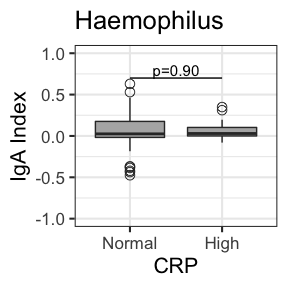 Haemophilus
1.0
p=0.90
0.5
0.0
-0.5
-1.0
IgA Index
Normal High
CRP